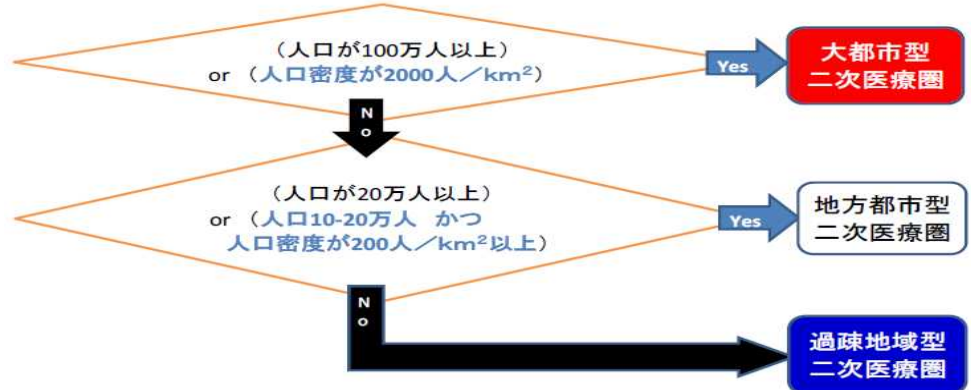 （人口が100万人以上）
or （人口密度が2000人／km²）
Yes
大都市型
二次医療圏
No
（人口が20万人以上）
or （人口10-20万人 かつ
人口密度が200人／km²以上）
Yes
地方都市型
二次医療圏
No
過疎地域型
二次医療圏